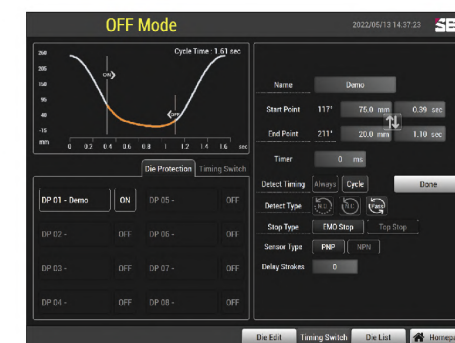 OFF Mode
2022/05/13 14:37:23
Cycle Time : 1.61 sec
260
205
150
95
40
-15
mm
ON
OFF
0 0.2 0.4 0.6 0.8 1 1.2 1.4 1.6 sec
Die Protection Timing Switch
DP 01 - Demo ON DP 05 - OFF
DP 02 - OFF DP 06 - OFF
DP 03 - OFF DP 07 - OFF
DP 04 - OFF DP 08 - OFF
Name Demo
Start Point 117° 75.0 mm 0.39 sec
End Point 211° 20.0 mm 1.10 sec
Timer 0 ms
Detect Timing Always Cycle Done
Detect Type N.O. N.C. Pass
Stop Type EMO Stop Top Stop
Sensor Type PNP NPN
Delay Strokes 0
Die Edit Timing Switch Die List Homepa